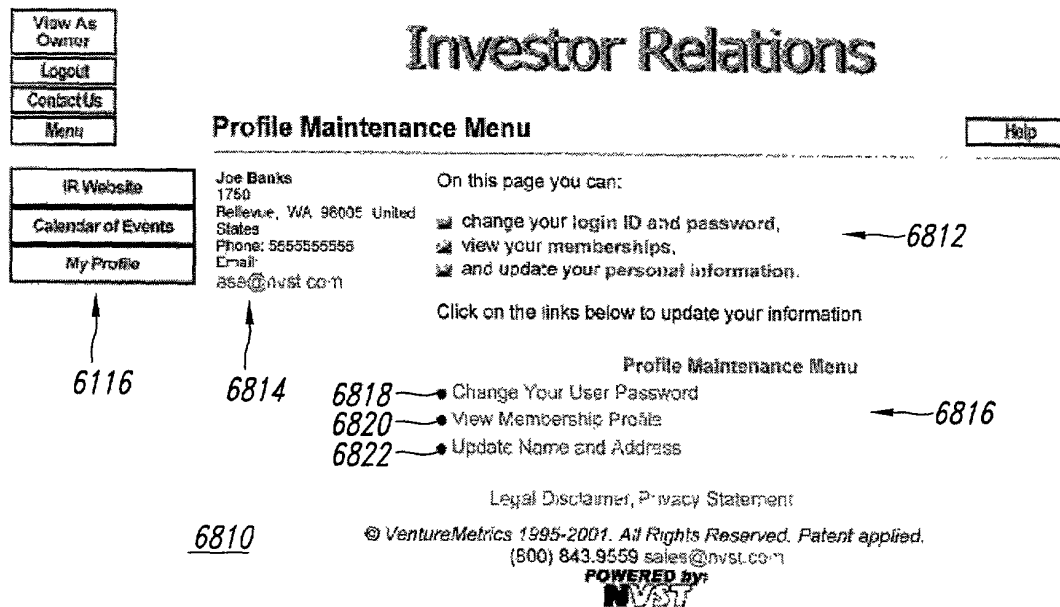 View As
Owner
Logout
Contact Us
Menu
Investor Relations
Profile Maintenance Menu
Help
IR Website
Calendar of Events
My Profile
6116
Joe Banks
1750
Bellevue, WA 98005 United
States
Phone: 5555555555
Email:
asa@nvst.com
6814
On this page you can:
change your login ID and password,
view your memberships,
and update your personal information.
6812
Click on the links below to update your information
Profile Maintenance Menu
6818 Change Your User Password
6820 View Membership Profile
6822 Update Name and Address
6816
Legal Disclaimer, Privacy Statement
6810
© VentureMetrics 1995-2001. All Rights Reserved. Patent applied.
(800) 843.9559 sales@nvst.com
POWERED by:
NVST